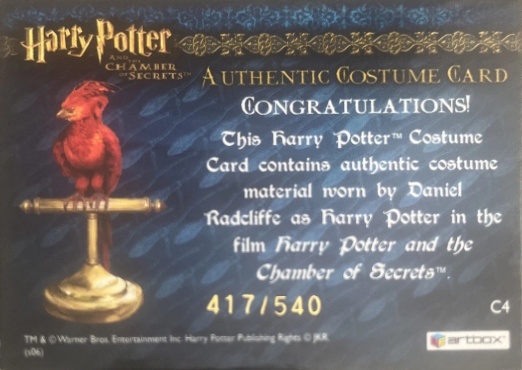 Harry Potter
AND THE
CHAMBER
OF SECRETS™
AUTHENTIC COSTUME CARD
CONGRATULATIONS!
This Harry Potter™ Costume
Card contains authentic costume
material worn by Daniel
Radcliffe as Harry Potter in the
film Harry Potter and the
Chamber of Secrets™.
417/540
C4
TM & © Warner Bros. Entertainment Inc. Harry Potter Publishing Rights © JKR
(s06)
artbox™